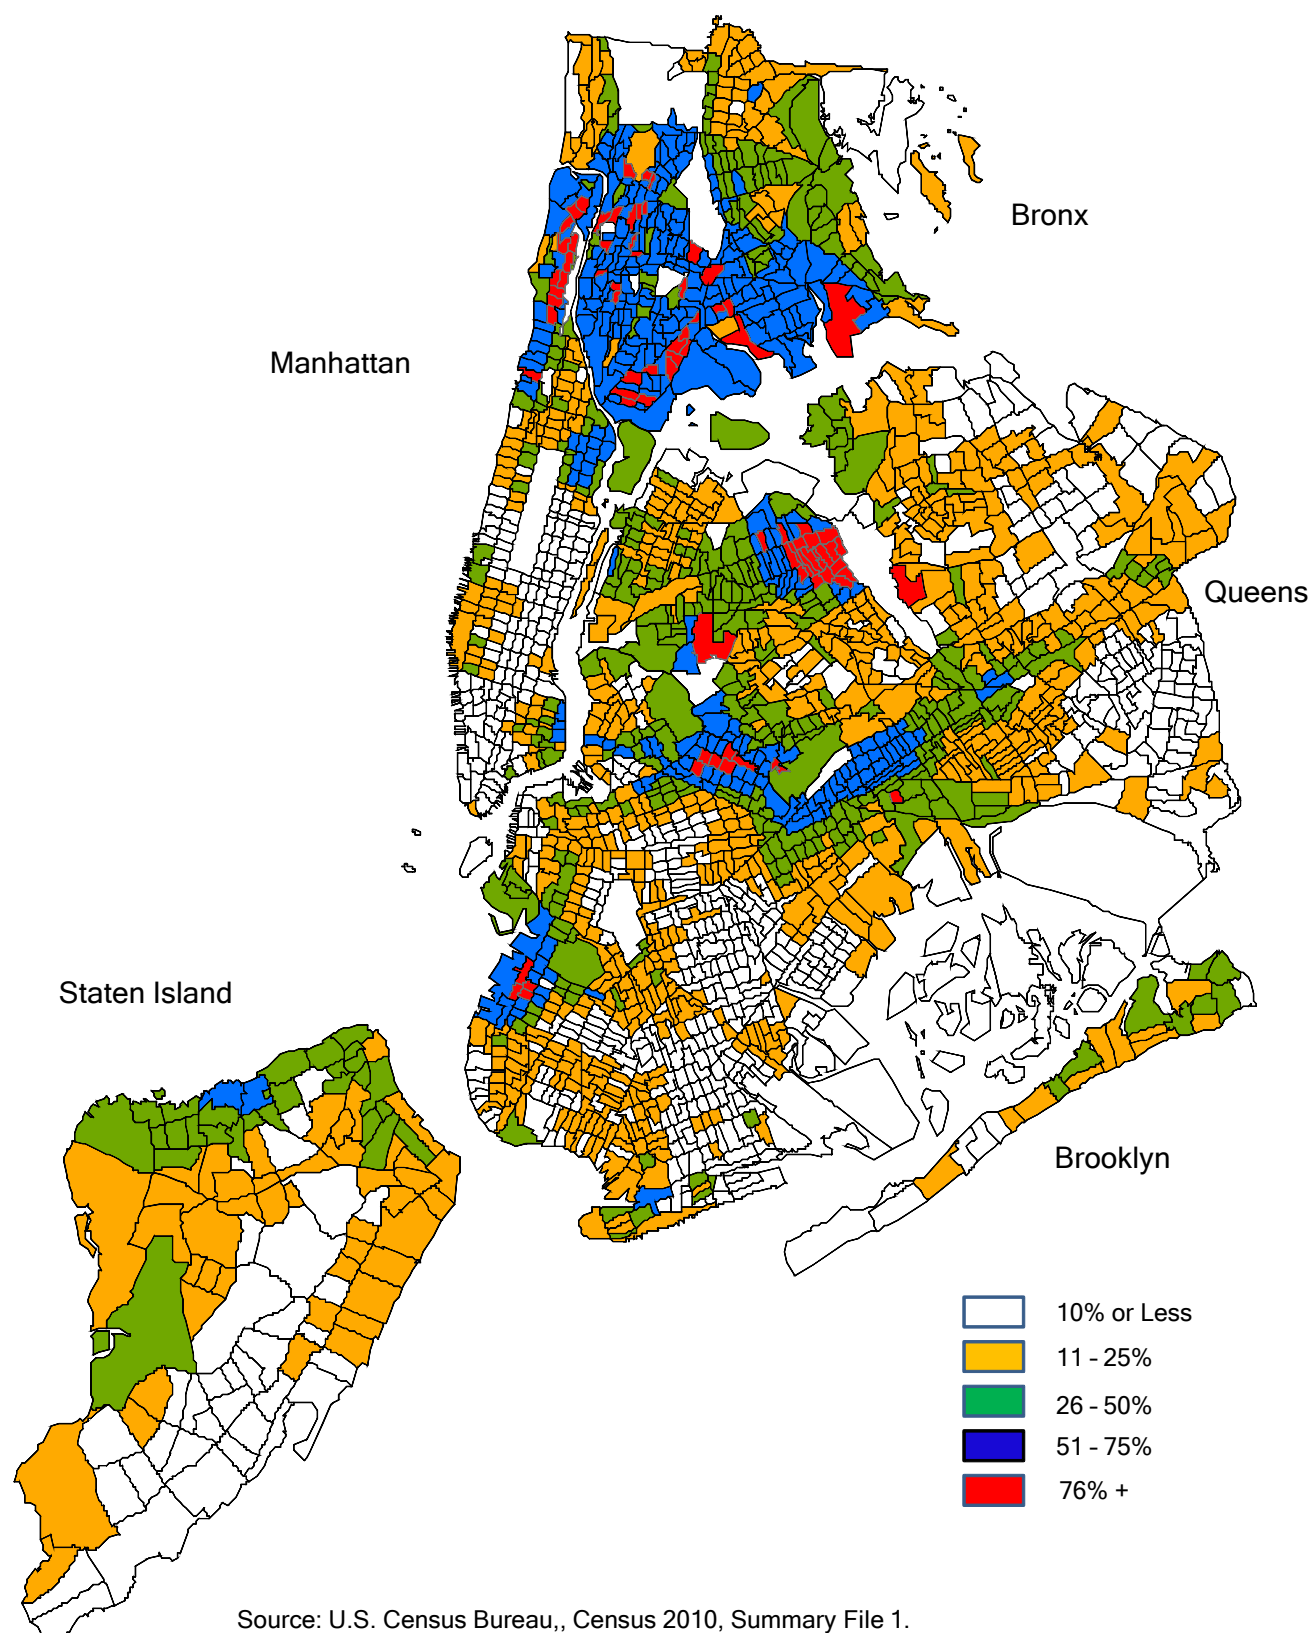 Bronx
Manhattan
Queens
Staten Island
Brooklyn
10% or Less
11 - 25%
26 - 50%
51 - 75%
76% +
Source: U.S. Census Bureau,, Census 2010, Summary File 1.